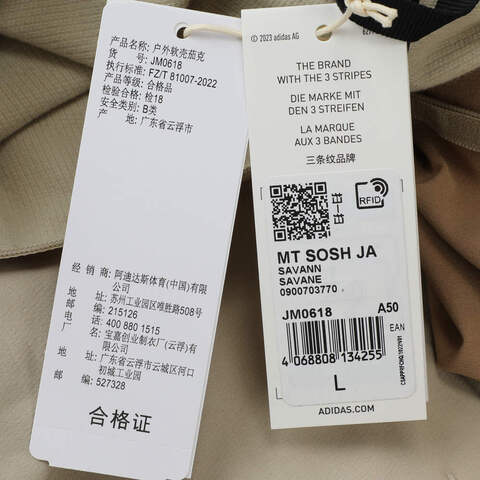 产品名称: 户外软壳茄克
货 号: JM0618
执行标准: FZ/T 81007-2022
产品等级: 合格品
检验合格: 检18
安全类别: B类
产 地: 广东省云浮市
经 销 商: 阿迪达斯体育(中国)有限
公司
地 址: 苏州工业园区唯胜路508号
邮 编: 215126
电 话: 400 880 1515
厂 名: 宝嘉创业制衣厂(云浮)有
限公司
地 址: 广东省云浮市云城区河口
初城工业园
邮 编: 527328
合格证
© 2023 adidas AG
THE BRAND
WITH THE 3 STRIPES
DIE MARKE MIT
DEN 3 STREIFEN
LA MARQUE
AUX 3 BANDES
三条纹品牌
RFID
MT SOSH JA
SAVANN
SAVANE
0900703770
JM0618 A50
EAN
4 068808 134255
L
ADIDAS.COM